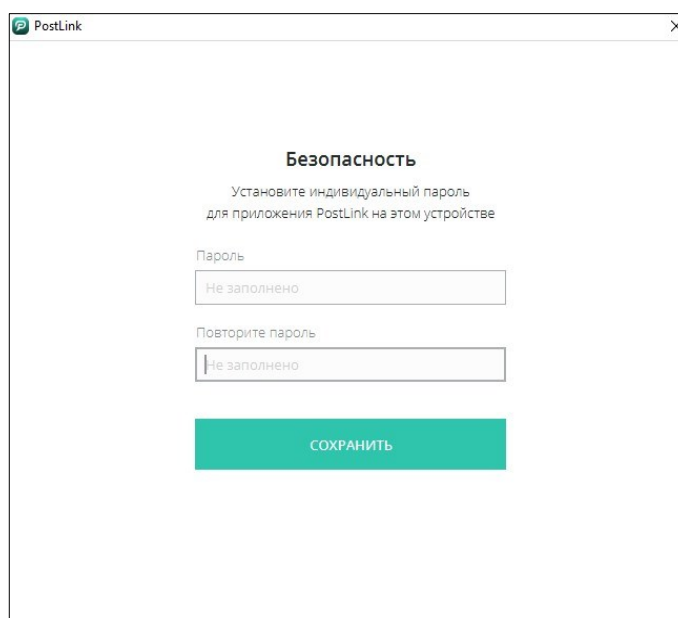 PostLink
Безопасность
Установите индивидуальный пароль
для приложения PostLink на этом устройстве
Пароль
Не заполнено
Повторите пароль
Не заполнено
СОХРАНИТЬ